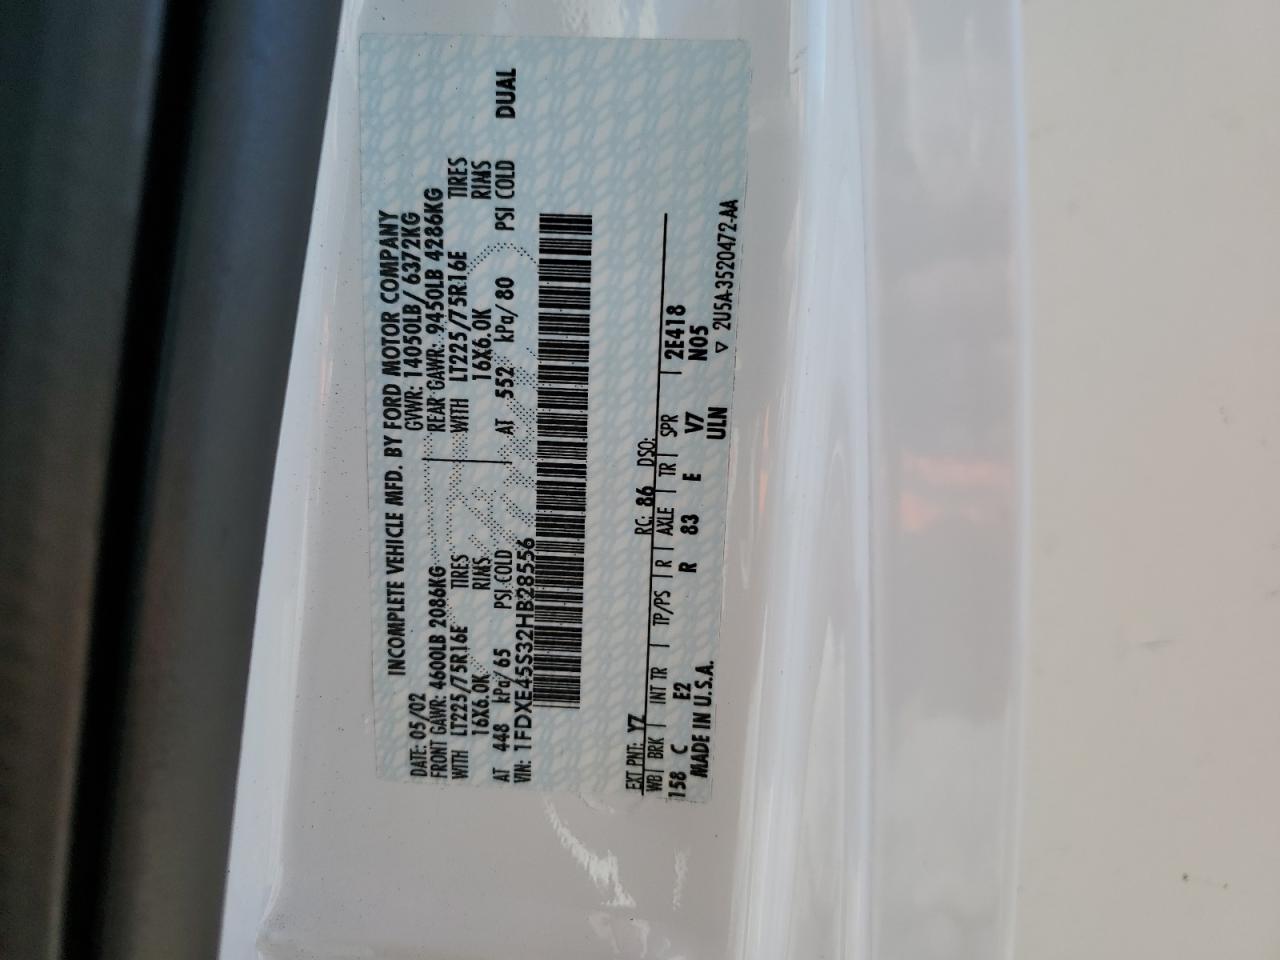 INCOMPLETE VEHICLE MFD. BY FORD MOTOR COMPANY
DATE: 05/02 GVWR: 14050LB/ 6372KG
FRONT GAWR: 4600LB 2086KG REAR GAWR: 9450LB 4286KG
WITH LT225/75R16E TIRES WITH LT225/75R16E TIRES
16X6.0K RIMS 16X6.0K RIMS
AT 448 kPa/ 65 PSI COLD AT 552 kPa/ 80 PSI COLD DUAL
VIN: 1FDXE45S32HB28556
EXT PNT: YZ RC: 86 DSO:
WB BRK INT TR TP/PS R AXLE TR SPR 2E418
158 C E2 R 83 E V7 N05
MADE IN U.S.A. ULN ▽ 2U5A-3520472-AA